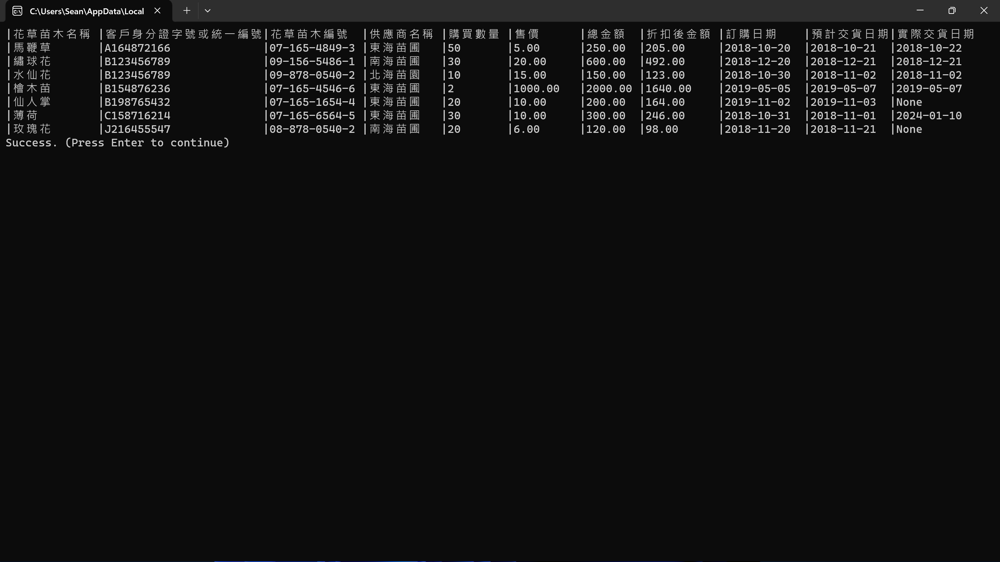 C:\Users\Sean\AppData\Local
|花草苗木名稱 |客戶身分證字號或統一編號|花草苗木編號 |供應商名稱 |購買數量 |售價 |總金額 |折扣後金額 |訂購日期 |預計交貨日期|實際交貨日期
|馬鞭草 |A164872166 |07-165-4849-3 |東海苗圃 |50 |5.00 |250.00 |205.00 |2018-10-20 |2018-10-21 |2018-10-22
|繡球花 |B123456789 |09-156-5486-1 |南海苗圃 |30 |20.00 |600.00 |492.00 |2018-12-20 |2018-12-21 |2018-12-21
|水仙花 |B123456789 |09-878-0540-2 |北海苗園 |10 |15.00 |150.00 |123.00 |2018-10-30 |2018-11-02 |2018-11-02
|檜木苗 |B154876236 |07-165-4546-6 |東海苗圃 |2 |1000.00 |2000.00 |1640.00 |2019-05-05 |2019-05-07 |2019-05-07
|仙人掌 |B198765432 |07-165-1654-4 |東海苗圃 |20 |10.00 |200.00 |164.00 |2019-11-02 |2019-11-03 |None
|薄荷 |C158716214 |07-165-6564-5 |東海苗圃 |30 |10.00 |300.00 |246.00 |2018-10-31 |2018-11-01 |2024-01-10
|玫瑰花 |J216455547 |08-878-0540-2 |南海苗圃 |20 |6.00 |120.00 |98.00 |2018-11-20 |2018-11-21 |None
Success. (Press Enter to continue)